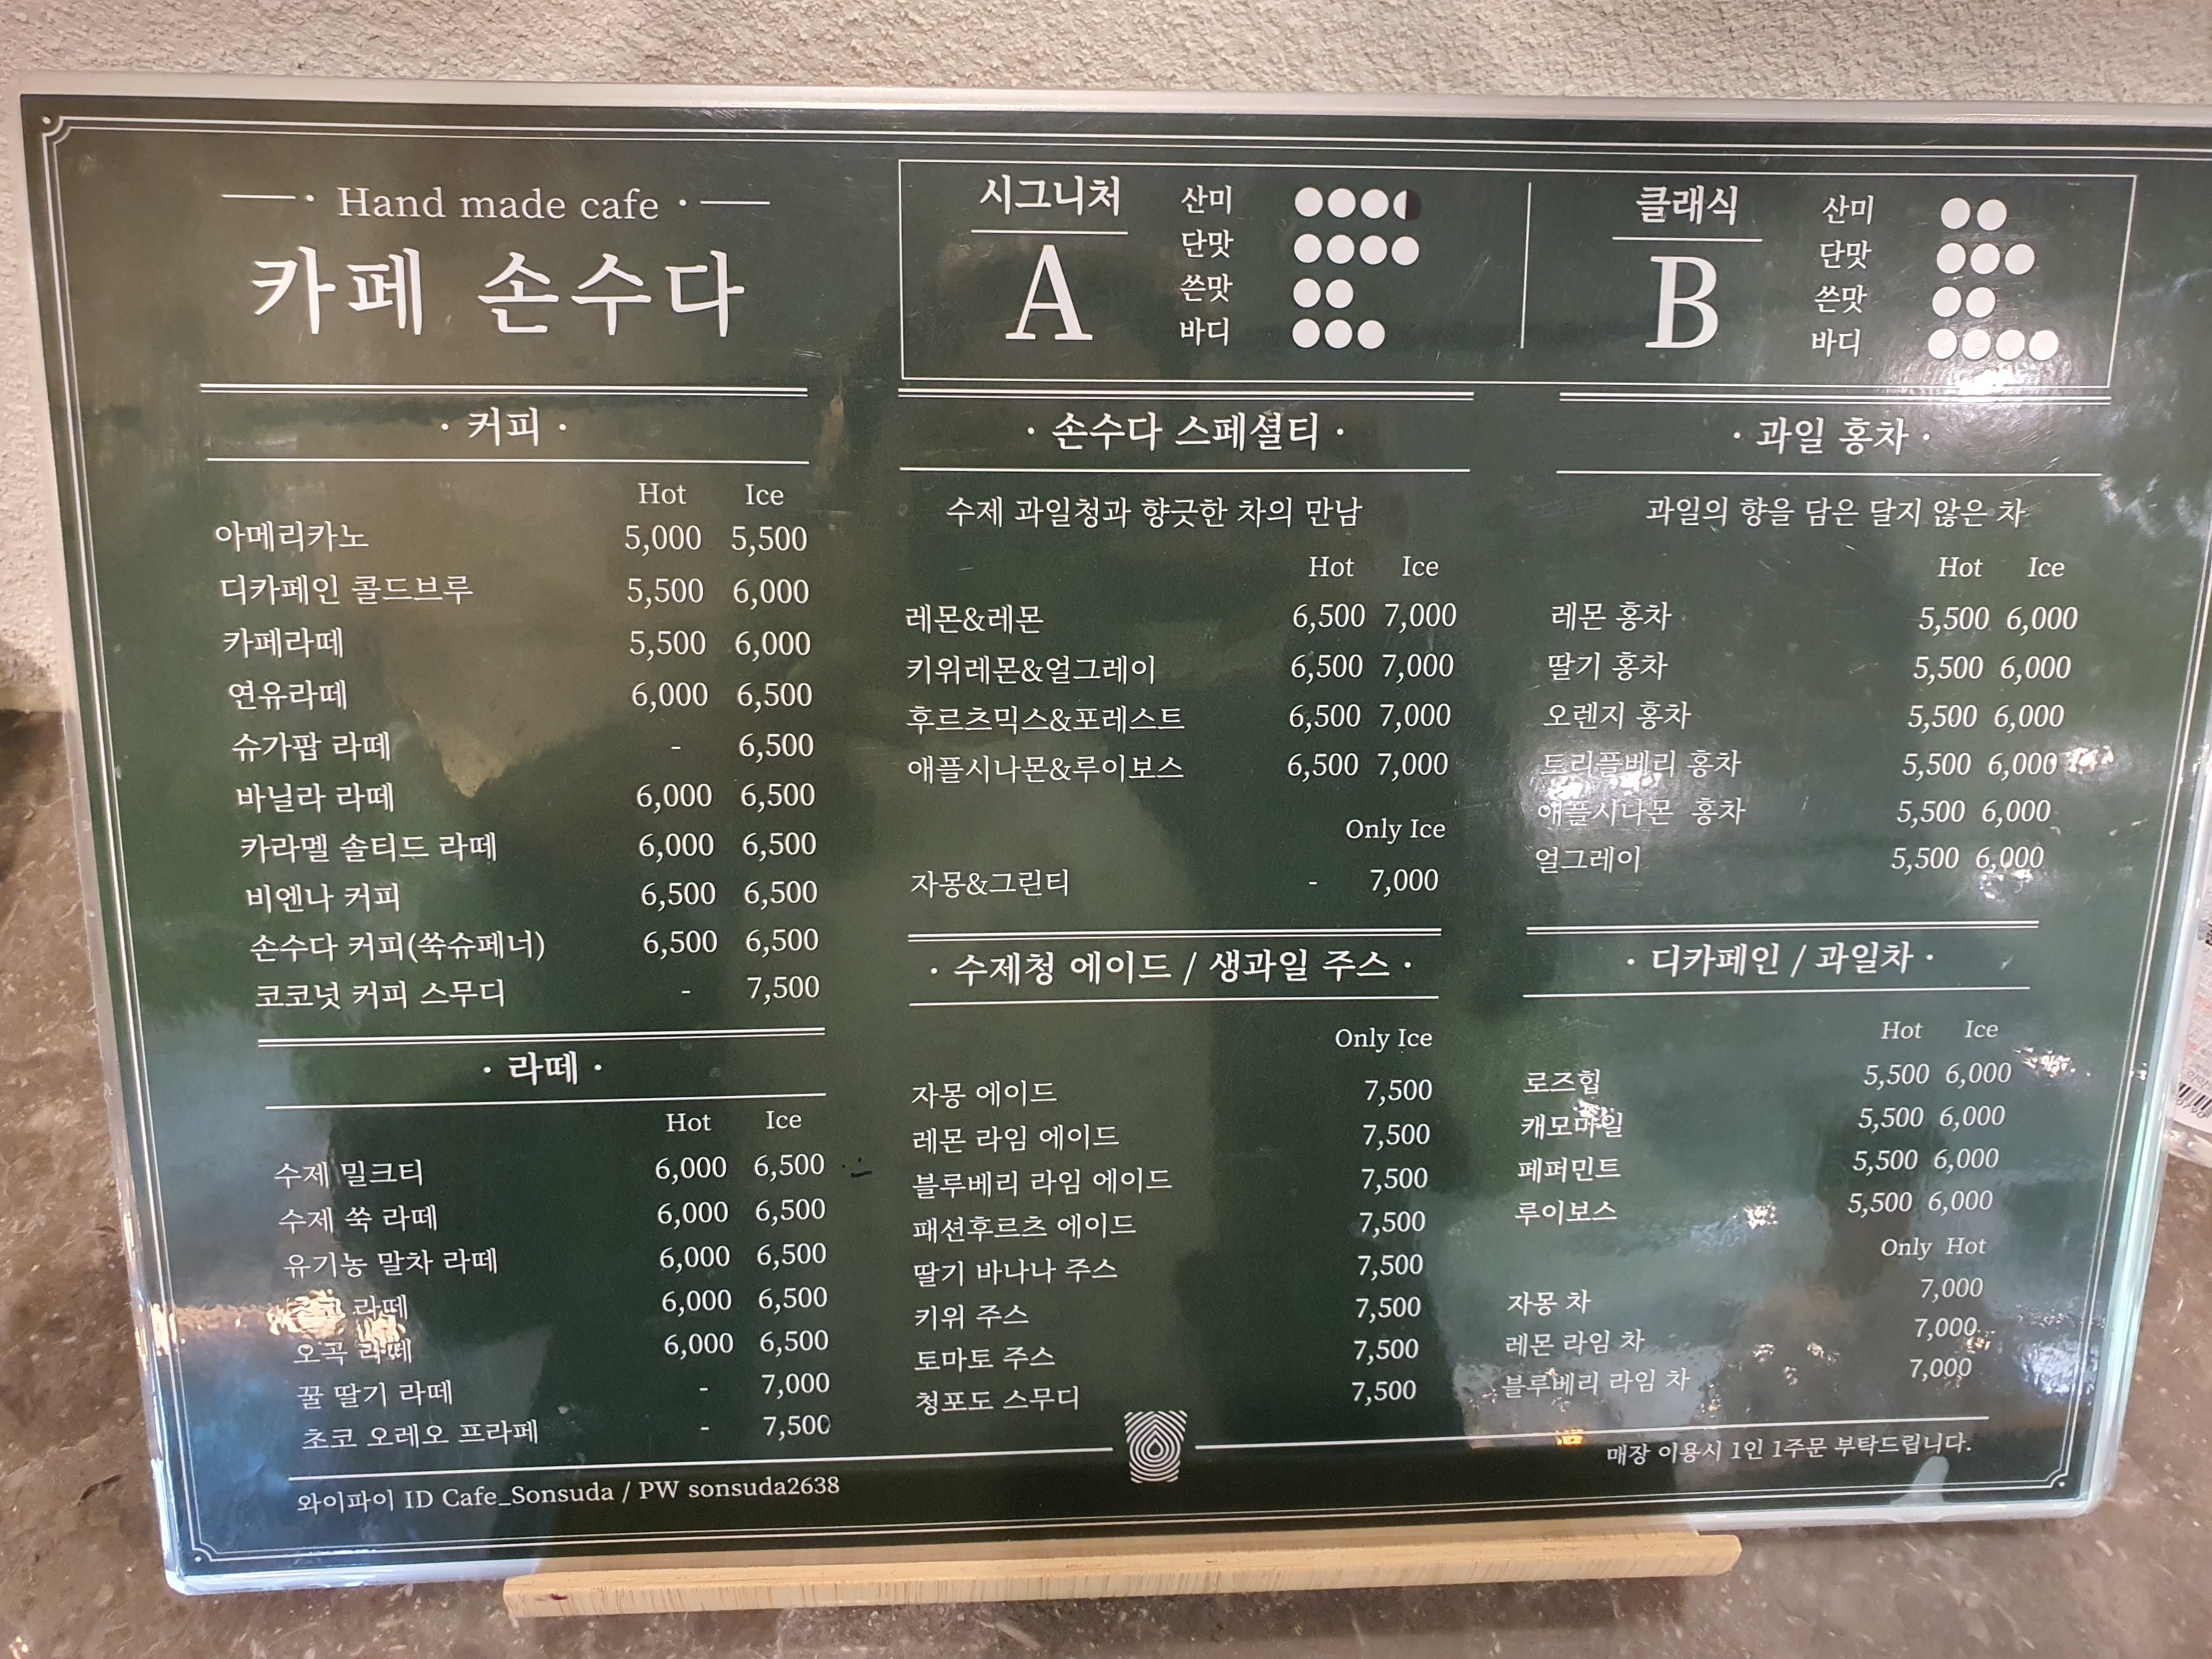 Hand made cafe
카페 손수다
시그니처
A
산미
단맛
쓴맛
바디
클래식
B
산미
단맛
쓴맛
바디
· 커피 ·
Hot Ice
아메리카노 5,000 5,500
디카페인 콜드브루 5,500 6,000
카페라떼 5,500 6,000
연유라떼 6,000 6,500
슈가팝 라떼 - 6,500
바닐라 라떼 6,000 6,500
카라멜 솔티드 라떼 6,000 6,500
비엔나 커피 6,500 6,500
손수다 커피(쑥슈페너) 6,500 6,500
코코넛 커피 스무디 - 7,500
· 라떼 ·
Hot Ice
수제 밀크티 6,000 6,500
수제 쑥 라떼 6,000 6,500
유기농 말차 라떼 6,000 6,500
초코 라떼 6,000 6,500
오곡 라떼 6,000 6,500
꿀 딸기 라떼 - 7,000
초코 오레오 프라페 - 7,500
와이파이 ID Cafe_Sonsuda / PW sonsuda2638
· 손수다 스페셜티 ·
수제 과일청과 향긋한 차의 만남
Hot Ice
레몬&레몬 6,500 7,000
키위레몬&얼그레이 6,500 7,000
후르츠믹스&포레스트 6,500 7,000
애플시나몬&루이보스 6,500 7,000
Only Ice
자몽&그린티 - 7,000
· 수제청 에이드 / 생과일 주스 ·
Only Ice
자몽 에이드 7,500
레몬 라임 에이드 7,500
블루베리 라임 에이드 7,500
패션후르츠 에이드 7,500
딸기 바나나 주스 7,500
키위 주스 7,500
토마토 주스 7,500
청포도 스무디 7,500
· 과일 홍차 ·
과일의 향을 담은 달지 않은 차
Hot Ice
레몬 홍차 5,500 6,000
딸기 홍차 5,500 6,000
오렌지 홍차 5,500 6,000
트리플베리 홍차 5,500 6,000
애플시나몬 홍차 5,500 6,000
얼그레이 5,500 6,000
· 디카페인 / 과일차 ·
Hot Ice
로즈힙 5,500 6,000
캐모마일 5,500 6,000
페퍼민트 5,500 6,000
루이보스 5,500 6,000
Only Hot
자몽 차 7,000
레몬 라임 차 7,000
블루베리 라임 차 7,000
매장 이용시 1인 1주문 부탁드립니다.